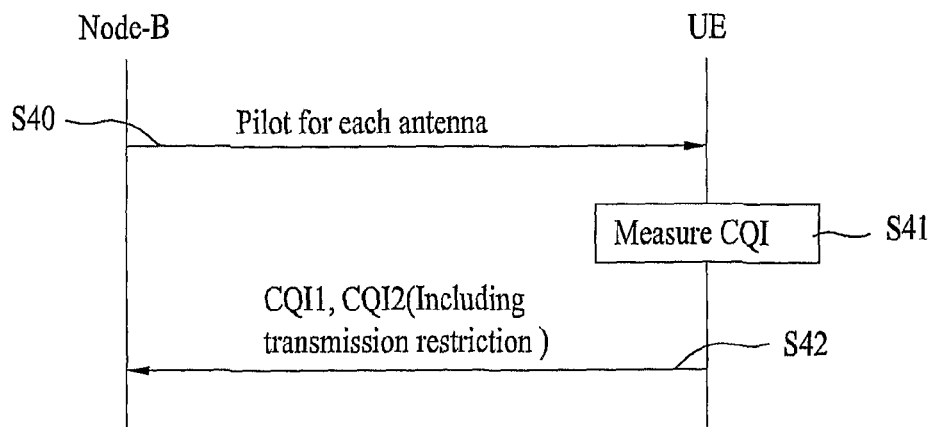 Node-B
UE
S40
Pilot for each antenna
Measure CQI
S41
CQI1, CQI2(Including
transmission restriction )
S42